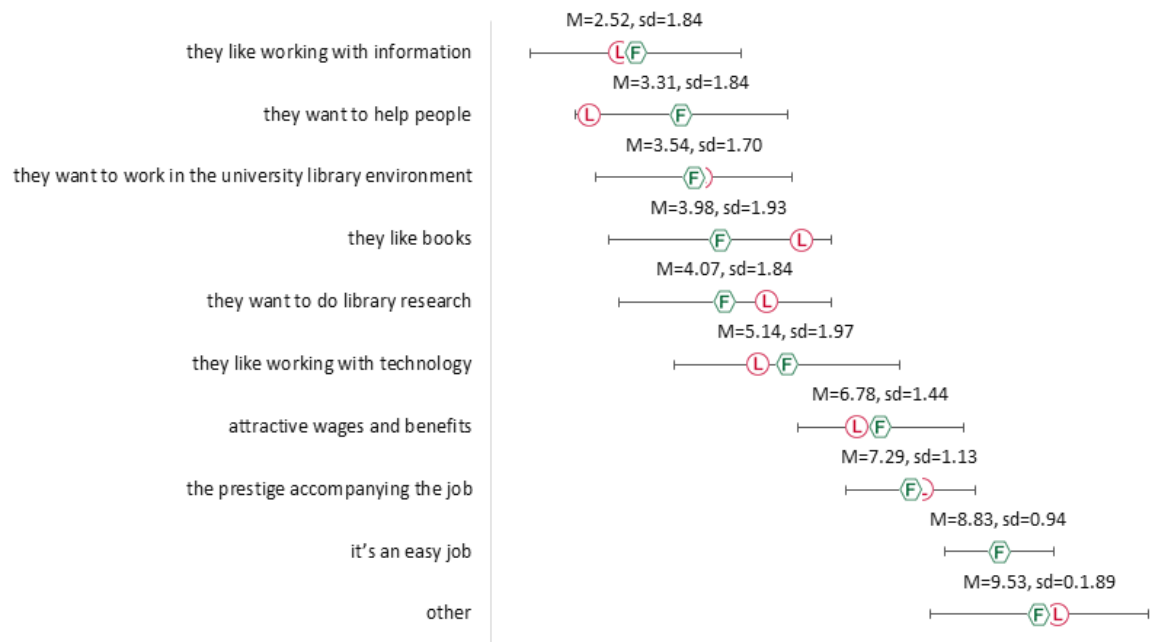 M=2.52, sd=1.84
they like working with information L F
M=3.31, sd=1.84
they want to help people L F
M=3.54, sd=1.70
they want to work in the university library environment F
M=3.98, sd=1.93
they like books F L
M=4.07, sd=1.84
they want to do library research F L
M=5.14, sd=1.97
they like working with technology L F
M=6.78, sd=1.44
attractive wages and benefits L F
M=7.29, sd=1.13
the prestige accompanying the job F
M=8.83, sd=0.94
it's an easy job F
M=9.53, sd=0.1.89
other F L